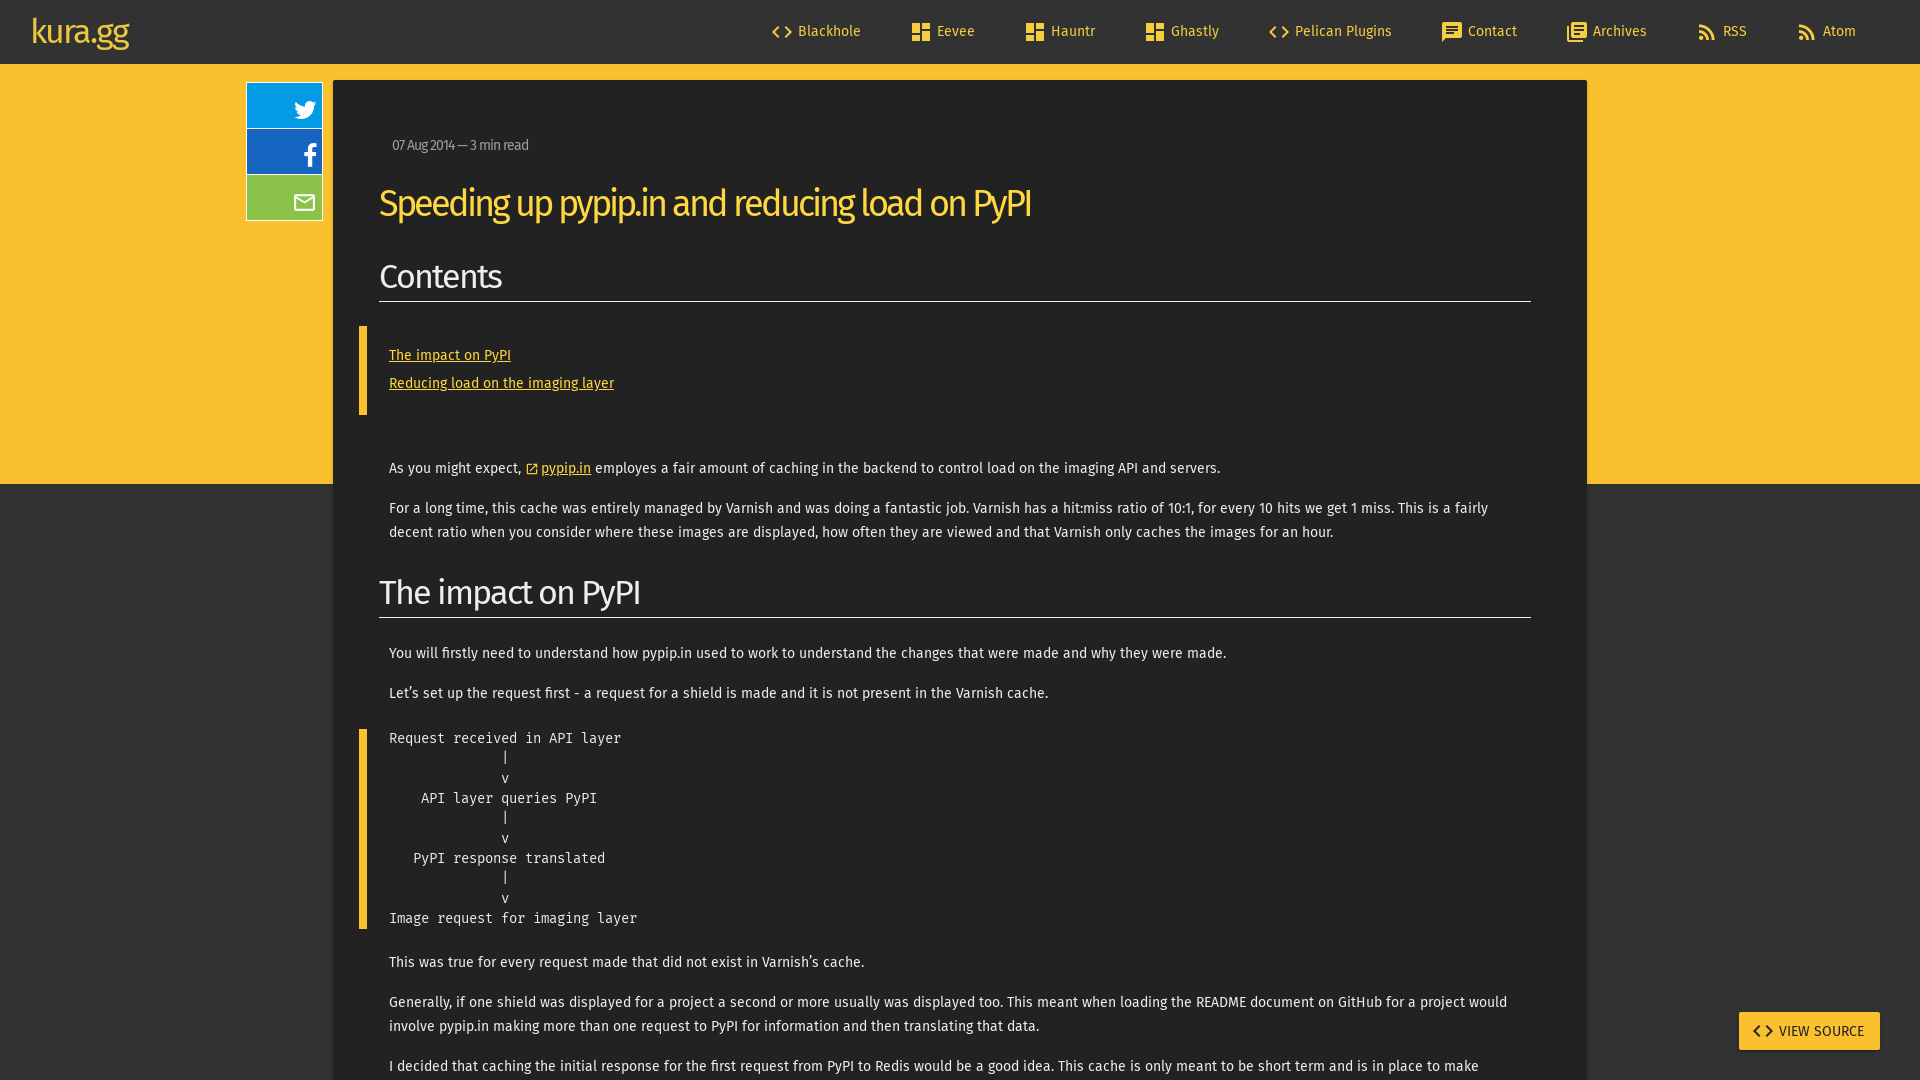 kura.gg
Blackhole
Eevee
Hauntr
Ghastly
Pelican Plugins
Contact
Archives
RSS
Atom
07 Aug 2014 — 3 min read
Speeding up pypip.in and reducing load on PyPI
Contents
The impact on PyPI
Reducing load on the imaging layer
As you might expect, pypip.in employes a fair amount of caching in the backend to control load on the imaging API and servers.
For a long time, this cache was entirely managed by Varnish and was doing a fantastic job. Varnish has a hit:miss ratio of 10:1, for every 10 hits we get 1 miss. This is a fairly
decent ratio when you consider where these images are displayed, how often they are viewed and that Varnish only caches the images for an hour.
The impact on PyPI
You will firstly need to understand how pypip.in used to work to understand the changes that were made and why they were made.
Let’s set up the request first - a request for a shield is made and it is not present in the Varnish cache.
Request received in API layer
|
v
API layer queries PyPI
|
v
PyPI response translated
|
v
Image request for imaging layer
This was true for every request made that did not exist in Varnish’s cache.
Generally, if one shield was displayed for a project a second or more usually was displayed too. This meant when loading the README document on GitHub for a project would
involve pypip.in making more than one request to PyPI for information and then translating that data.
I decided that caching the initial response for the first request from PyPI to Redis would be a good idea. This cache is only meant to be short term and is in place to make
VIEW SOURCE